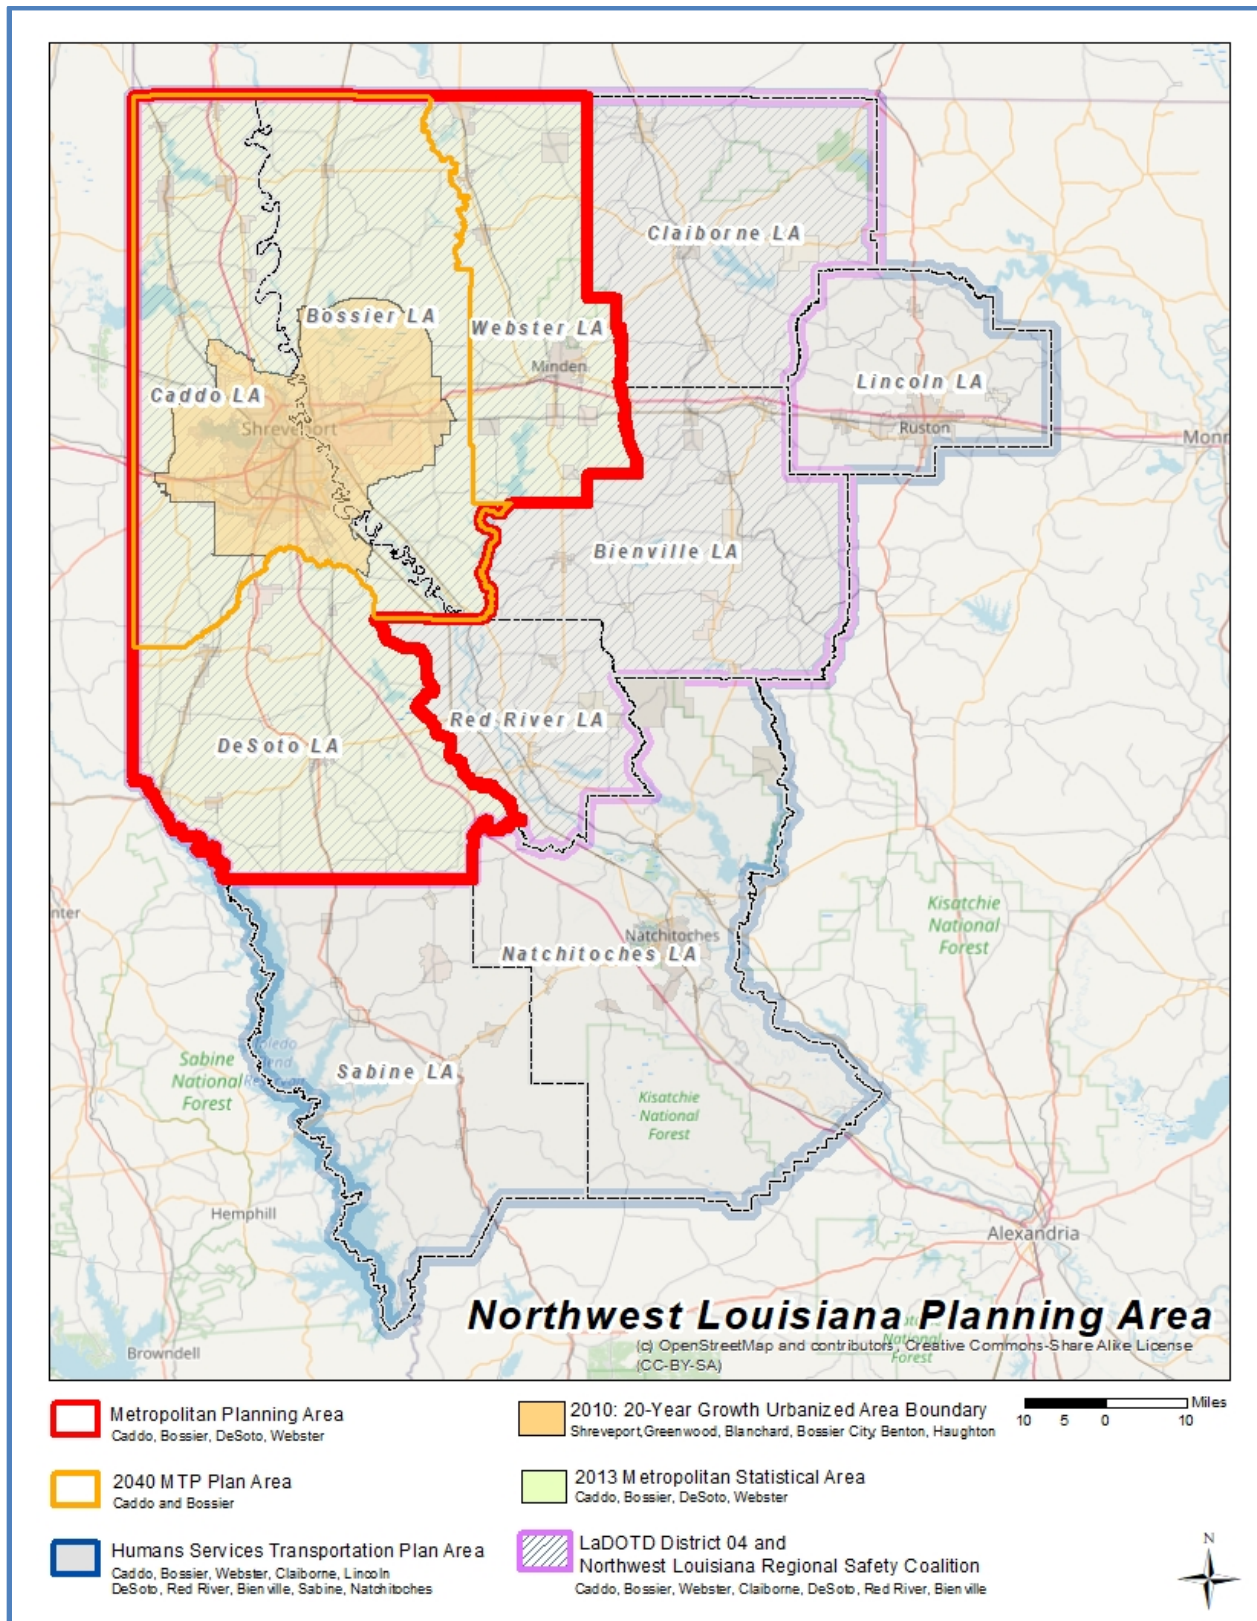 Claiborne LA
Bossier LA
Webster LA
Minden
Caddo LA
Lincoln LA
Shreveport
Ruston
Monr
Bienville LA
Red River LA
DeSoto LA
Kisatchie
National
Forest
nter
Natchitoches
Natchitoches LA
Sabine
National
Forest
Sabine LA
Kisatchie
National
Forest
Hemphill
Alexandria
Northwest Louisiana Planning Area
(c) OpenStreetMap and contributors, Creative Commons-Share Alike License
(CC-BY-SA)
National
Forest
Browndell
Metropolitan Planning Area
Caddo, Bossier, DeSoto, Webster
2010: 20-Year Growth Urbanized Area Boundary
Shreveport,Greenwood, Blanchard, Bossier City, Benton, Haughton
Miles
10 5 0 10
2040 MTP Plan Area
Caddo and Bossier
2013 Metropolitan Statistical Area
Caddo, Bossier, DeSoto, Webster
Humans Services Transportation Plan Area
Caddo, Bossier, Webster, Claiborne, Lincoln
DeSoto, Red River, Bienville, Sabine, Natchitoches
LaDOTD District 04 and
Northwest Louisiana Regional Safety Coalition
Caddo, Bossier, Webster, Claiborne, DeSoto, Red River, Bienville
N